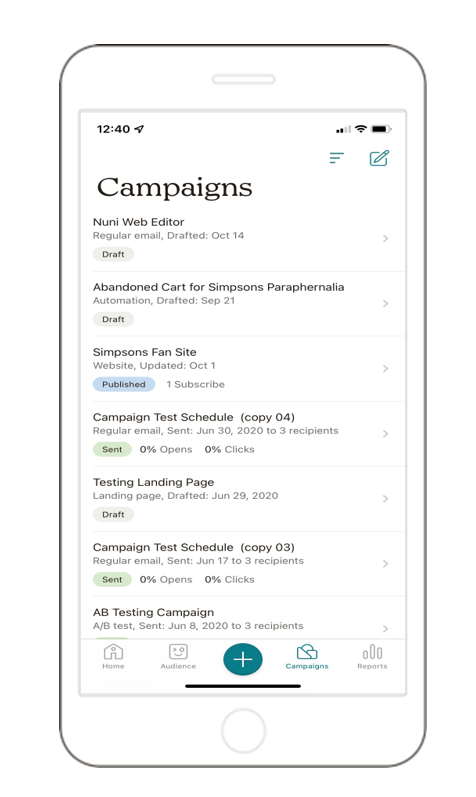 12:40
Campaigns
Nuni Web Editor
Regular email, Drafted: Oct 14
Draft
Abandoned Cart for Simpsons Paraphernalia
Automation, Drafted: Sep 21
Draft
Simpsons Fan Site
Website, Updated: Oct 1
Published 1 Subscribe
Campaign Test Schedule (copy 04)
Regular email, Sent: Jun 30, 2020 to 3 recipients
Sent 0% Opens 0% Clicks
Testing Landing Page
Landing page, Drafted: Jun 29, 2020
Draft
Campaign Test Schedule (copy 03)
Regular email, Sent: Jun 17 to 3 recipients
Sent 0% Opens 0% Clicks
AB Testing Campaign
A/B test, Sent: Jun 8, 2020 to 3 recipients
Home Audience Campaigns Reports